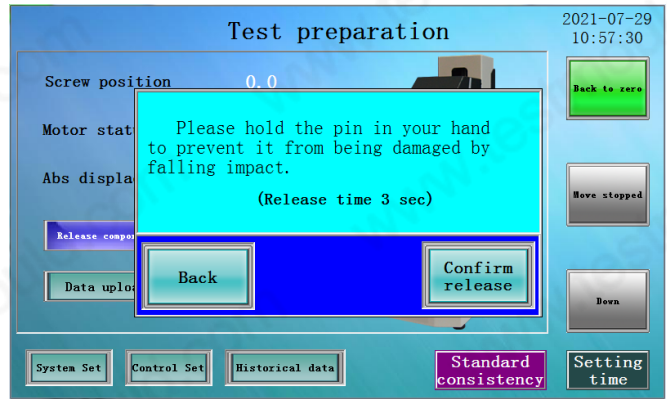 Test preparation
2021-07-29
10:57:30
Screw position 0.0
Back to zero
Motor stat
Please hold the pin in your hand
to prevent it from being damaged by
falling impact.
(Release time 3 sec)
Abs displa
Move stopped
Release compon
Data uploa
Back
Confirm
release
Down
System Set
Control Set
Historical data
Standard
consistency
Setting
time